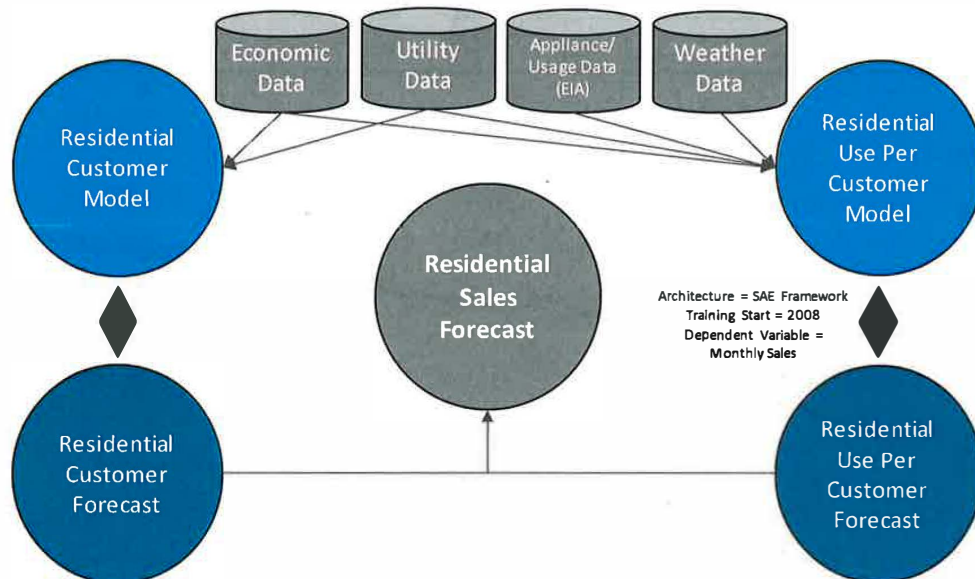 Economic
Data
Utility
Data
Appliance/
Usage Data
(EIA)
Weather
Data
Residential
Customer
Model
Residential
Use Per
Customer
Model
Residential
Sales
Forecast
Architecture = SAE Framework
Training Start = 2008
Dependent Variable =
Monthly Sales
Residential
Customer
Forecast
Residential
Use Per
Customer
Forecast